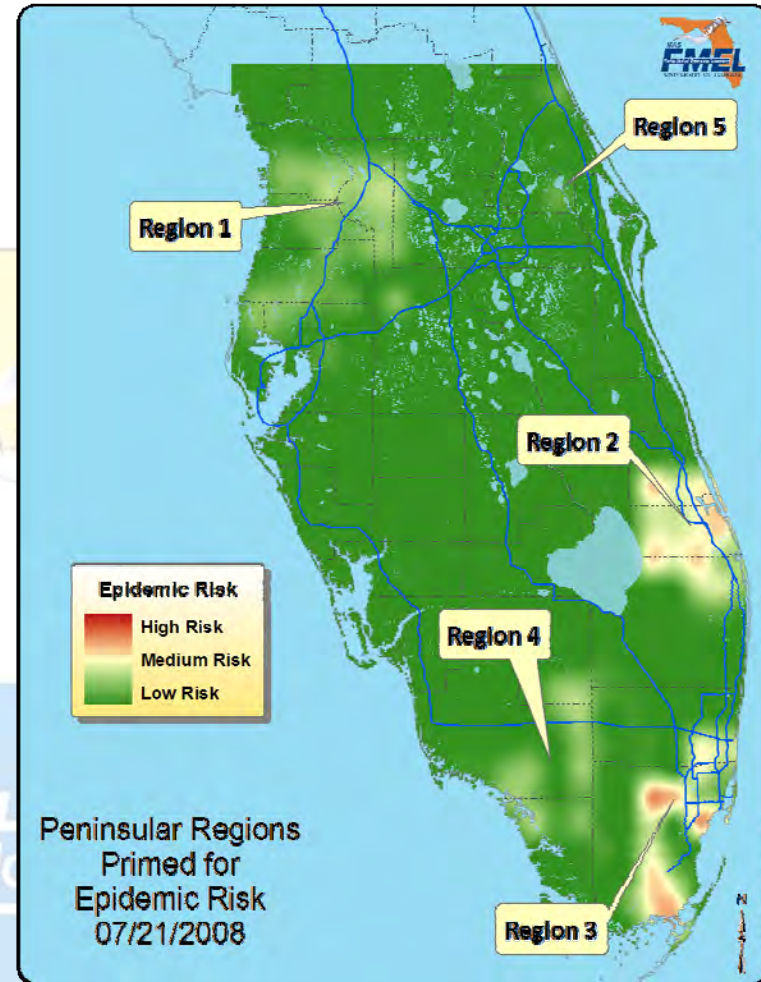 FMEL
Region 5
Region 1
Region 2
Epidemic Risk
High Risk
Medium Risk
Low Risk
Region 4
Peninsular Regions
Primed for
Epidemic Risk
07/21/2008
Region 3
N